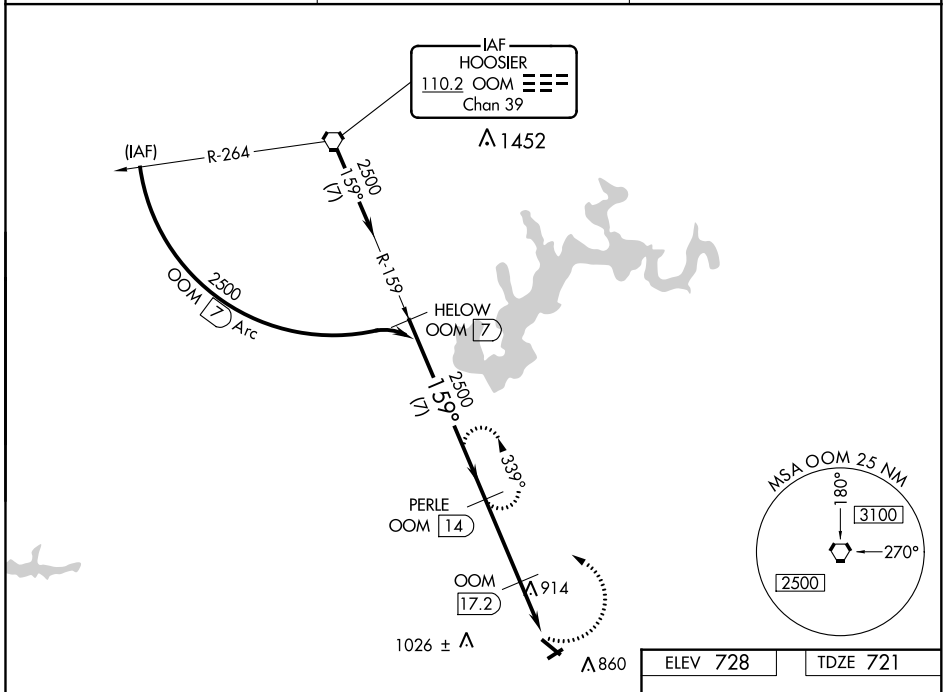 IAF
HOOSIER
110.2 OOM
Chan 39
1452
(IAF)
R-264
2500
159°
(7)
R-159
2500
OOM 7 Arc
HELOW
OOM 7
2500
159°
(7)
339°
PERLE
OOM 14
OOM
17.2
914
1026 ±
860
MSA OOM 25 NM
180°
3100
270°
2500
ELEV 728
TDZE 721